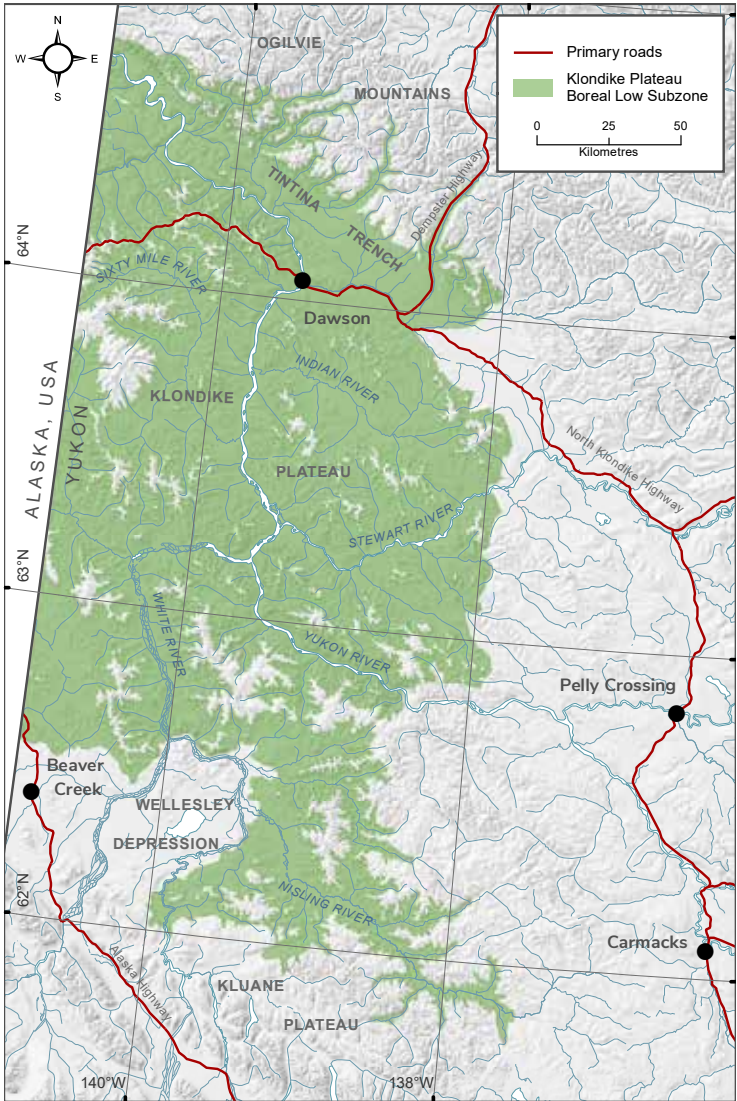 N
W
E
S
OGILVIE
MOUNTAINS
Primary roads
Klondike Plateau
Boreal Low Subzone
0
25
50
Kilometres
Dempster Highway
TINTINA
TRENCH
64°N
SIXTY MILE RIVER
Dawson
INDIAN RIVER
KLONDIKE
ALASKA, USA
YUKON
PLATEAU
North Klondike Highway
STEWART RIVER
63°N
WHITE RIVER
YUKON RIVER
Pelly Crossing
Beaver
Creek
WELLESLEY
DEPRESSION
62°N
NISLING RIVER
Carmacks
Alaska Highway
KLUANE
PLATEAU
140°W
138°W